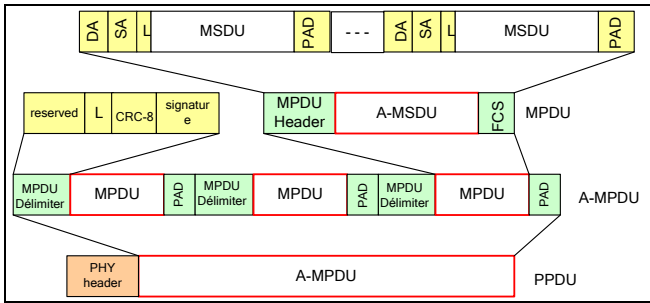 DA SA L MSDU PAD - - - DA SA L MSDU PAD
reserved L CRC-8 signatur
e
MPDU
Header A-MSDU FCS MPDU
MPDU
Délimiter MPDU PAD MPDU
Délimiter MPDU PAD MPDU
Délimiter MPDU PAD A-MPDU
PHY
header A-MPDU PPDU